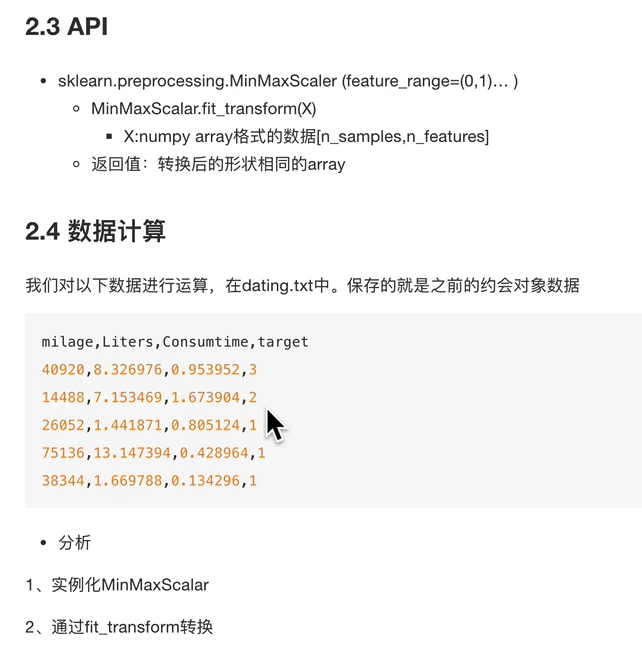 2.3 API
• sklearn.preprocessing.MinMaxScaler (feature_range=(0,1)… )
◦ MinMaxScalar.fit_transform(X)
▪ X:numpy array格式的数据[n_samples,n_features]
◦ 返回值：转换后的形状相同的array
2.4 数据计算
我们对以下数据进行运算，在dating.txt中。保存的就是之前的约会对象数据
milage,Liters,Consumtime,target
40920,8.326976,0.953952,3
14488,7.153469,1.673904,2
26052,1.441871,0.805124,1
75136,13.147394,0.428964,1
38344,1.669788,0.134296,1
• 分析
1、实例化MinMaxScalar
2、通过fit_transform转换